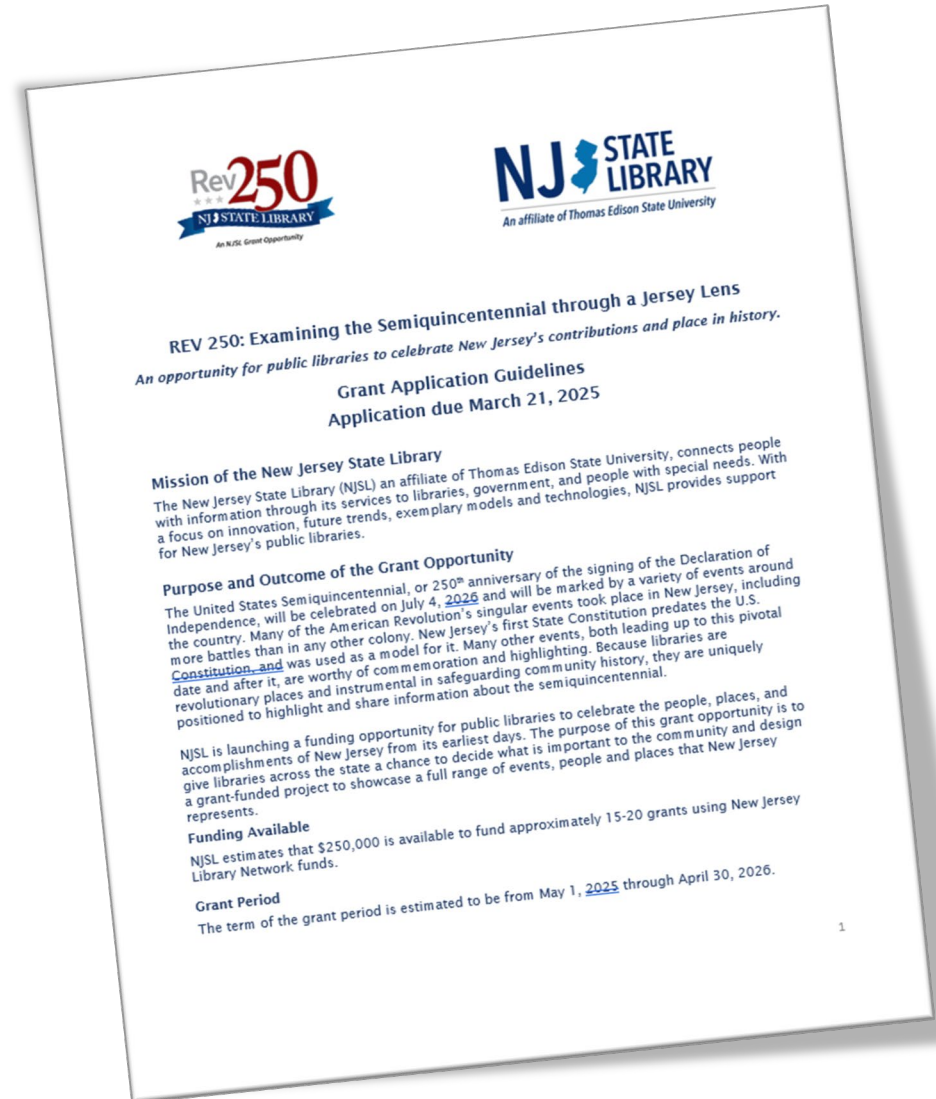 Rev250
NJ STATE LIBRARY
An NJSL Grant Opportunity
NJ STATE
LIBRARY
An affiliate of Thomas Edison State University
REV 250: Examining the Semiquincentennial through a Jersey Lens
An opportunity for public libraries to celebrate New Jersey's contributions and place in history.
Grant Application Guidelines
Application due March 21, 2025
Mission of the New Jersey State Library
The New Jersey State Library (NJSL) an affiliate of Thomas Edison State University, connects people
with information through its services to libraries, government, and people with special needs. With
a focus on innovation, future trends, exemplary models and technologies, NJSL provides support
for New Jersey's public libraries.
Purpose and Outcome of the Grant Opportunity
The United States Semiquincentennial, or 250th anniversary of the signing of the Declaration of
Independence, will be celebrated on July 4, 2026 and will be marked by a variety of events around
the country. Many of the American Revolution's singular events took place in New Jersey, including
more battles than in any other colony. New Jersey's first State Constitution predates the U.S.
Constitution, and was used as a model for it. Many other events, both leading up to this pivotal
date and after it, are worthy of commemoration and highlighting. Because libraries are
revolutionary places and instrumental in safeguarding community history, they are uniquely
positioned to highlight and share information about the semiquincentennial.
NJSL is launching a funding opportunity for public libraries to celebrate the people, places, and
accomplishments of New Jersey from its earliest days. The purpose of this grant opportunity is to
give libraries across the state a chance to decide what is important to the community and design
a grant-funded project to showcase a full range of events, people and places that New Jersey
represents.
Funding Available
NJSL estimates that $250,000 is available to fund approximately 15-20 grants using New Jersey
Library Network funds.
Grant Period
The term of the grant period is estimated to be from May 1, 2025 through April 30, 2026.
1